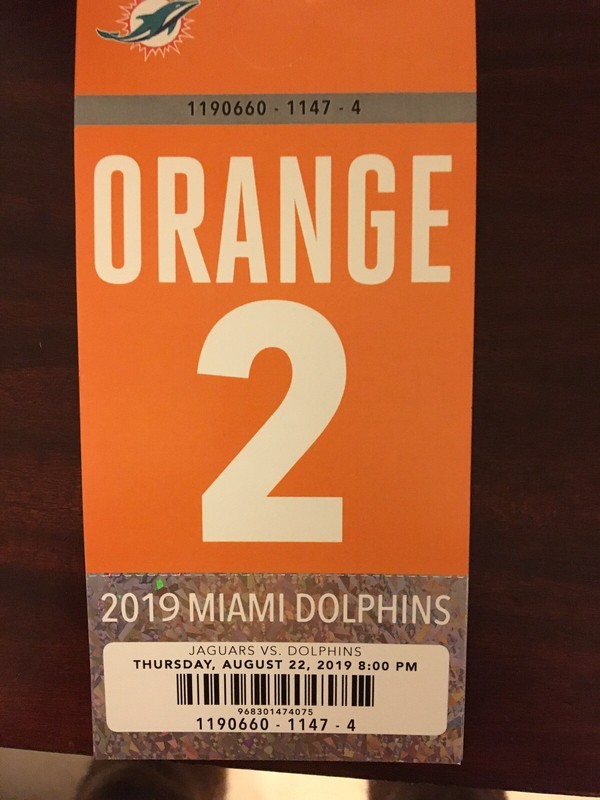 1190660 - 1147 - 4
ORANGE
2
2019 MIAMI DOLPHINS
JAGUARS VS. DOLPHINS
THURSDAY, AUGUST 22, 2019 8:00 PM
968301474075
1190660 - 1147 - 4